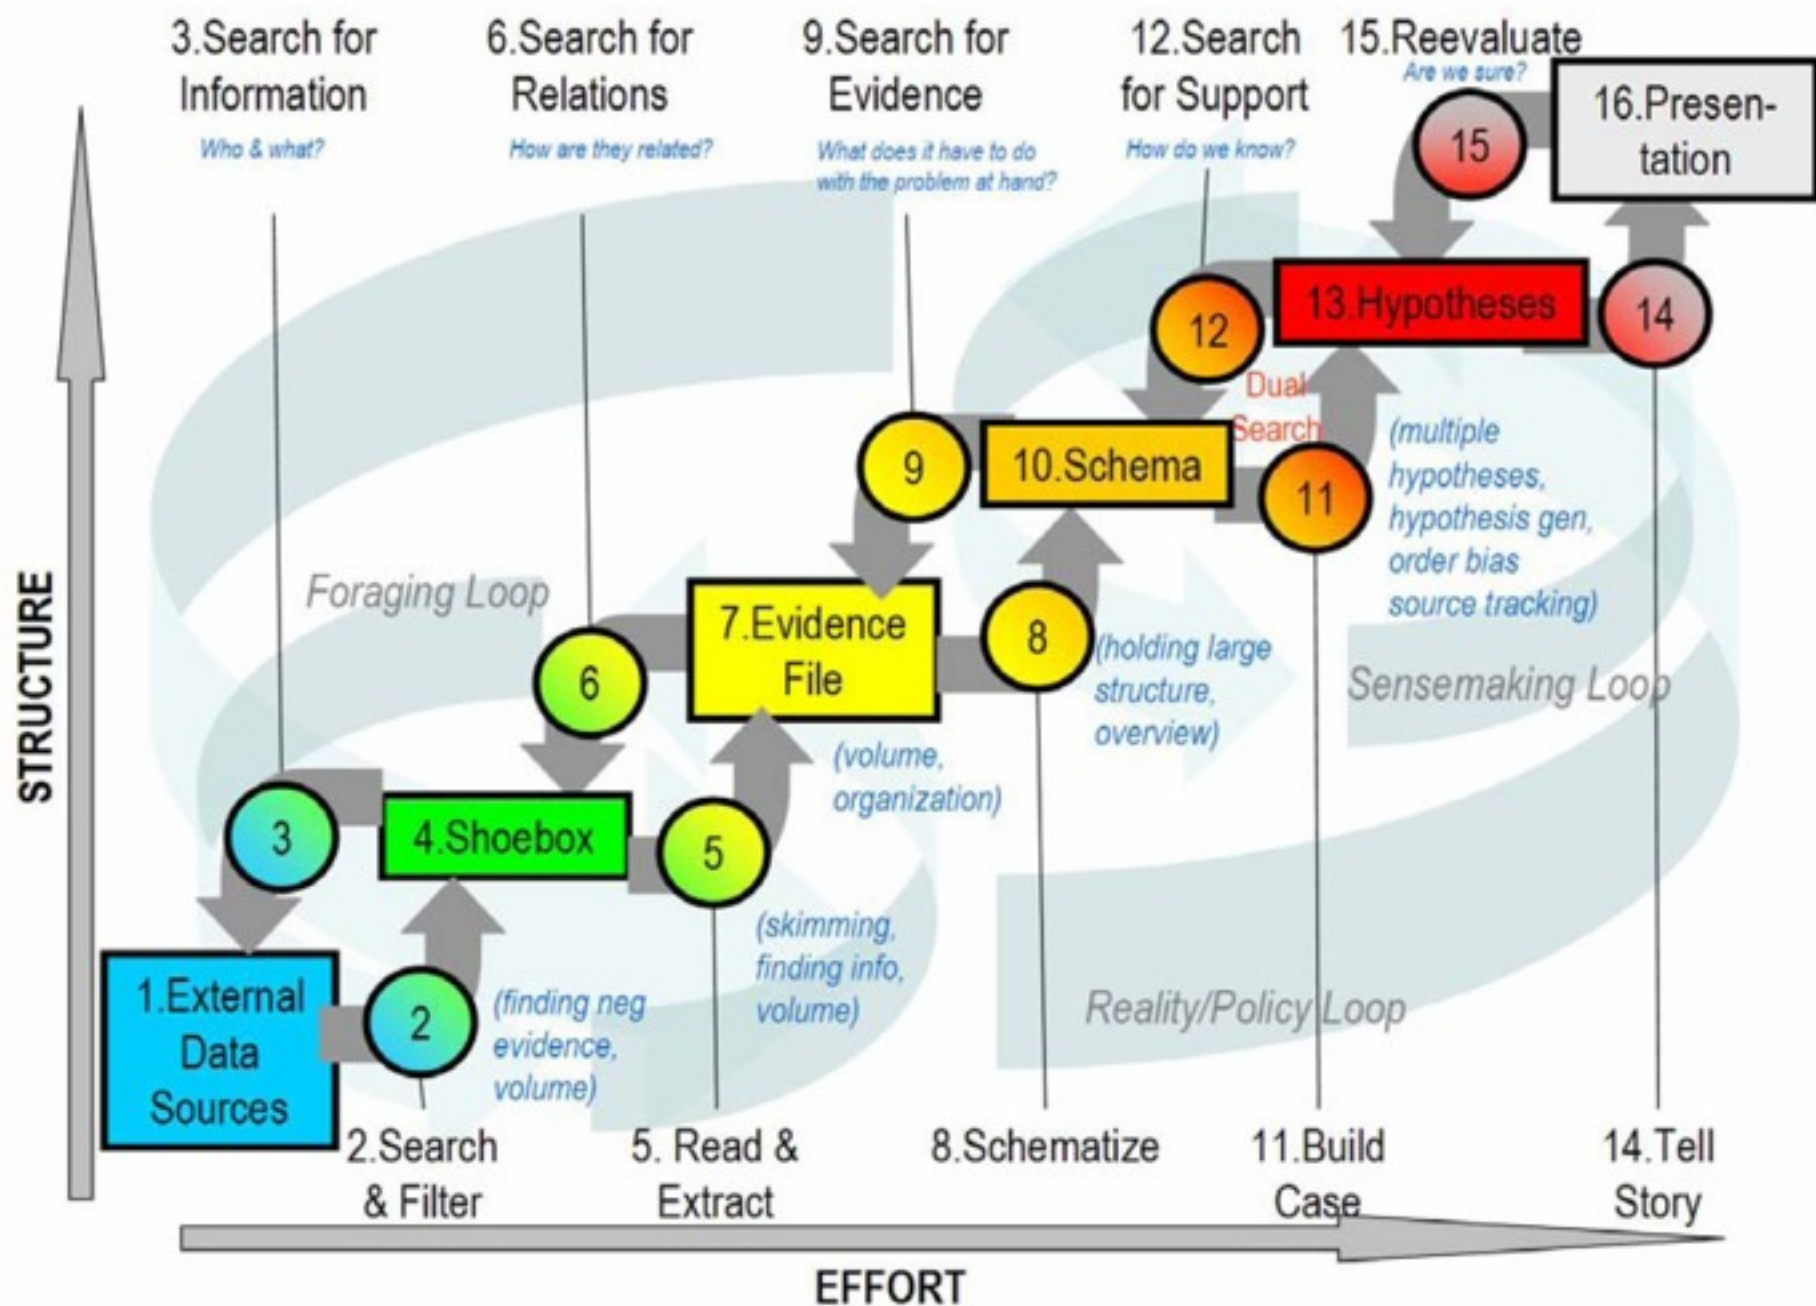 3.Search for
Information
Who & what?
6.Search for
Relations
How are they related?
9.Search for
Evidence
What does it have to do
with the problem at hand?
12.Search
for Support
How do we know?
15.Reevaluate
Are we sure?
15
16.Presen-
tation
12
13.Hypotheses
14
Dual
Search
9
10.Schema
11
(multiple
hypotheses,
hypothesis gen,
order bias
source tracking)
Foraging Loop
6
7.Evidence
File
8
(holding large
structure,
overview)
Sensemaking Loop
(volume,
organization)
3
4.Shoebox
5
(skimming,
finding info,
volume)
1.External
Data
Sources
2
(finding neg
evidence,
volume)
Reality/Policy Loop
2.Search
& Filter
5. Read &
Extract
8.Schematize
11.Build
Case
14.Tell
Story
STRUCTURE
EFFORT